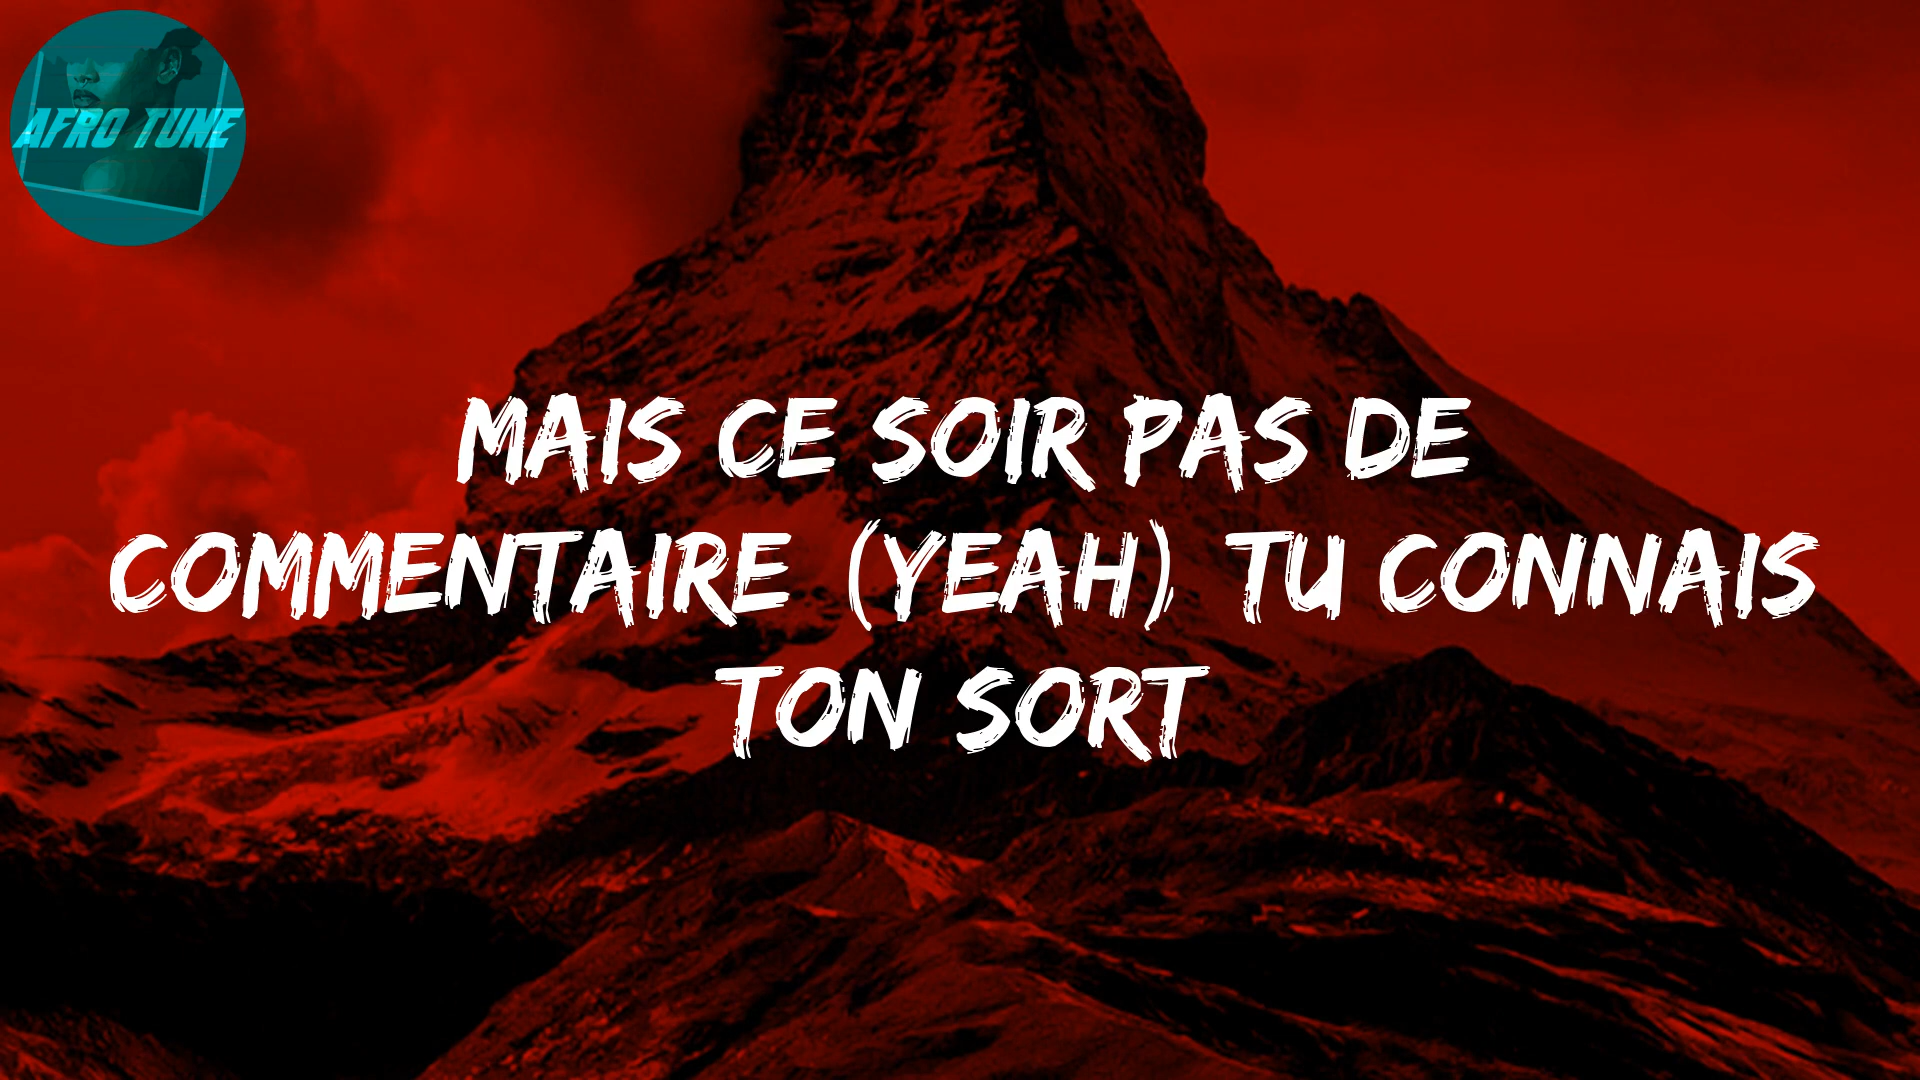 AFRO TUNE
MAIS CE SOIR PAS DE
COMMENTAIRE (YEAH) TU CONNAIS
TON SORT